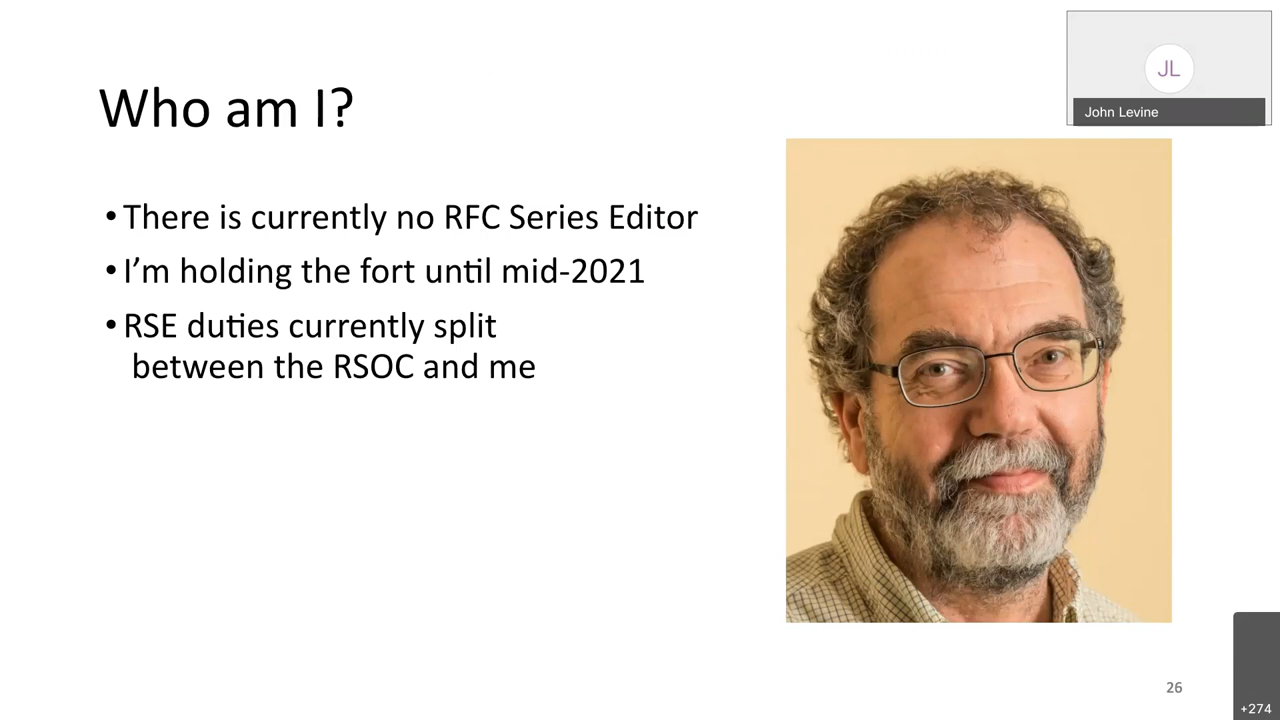 JL
John Levine
Who am I?
•There is currently no RFC Series Editor
•I’m holding the fort until mid-2021
•RSE duties currently split
between the RSOC and me
26
+274